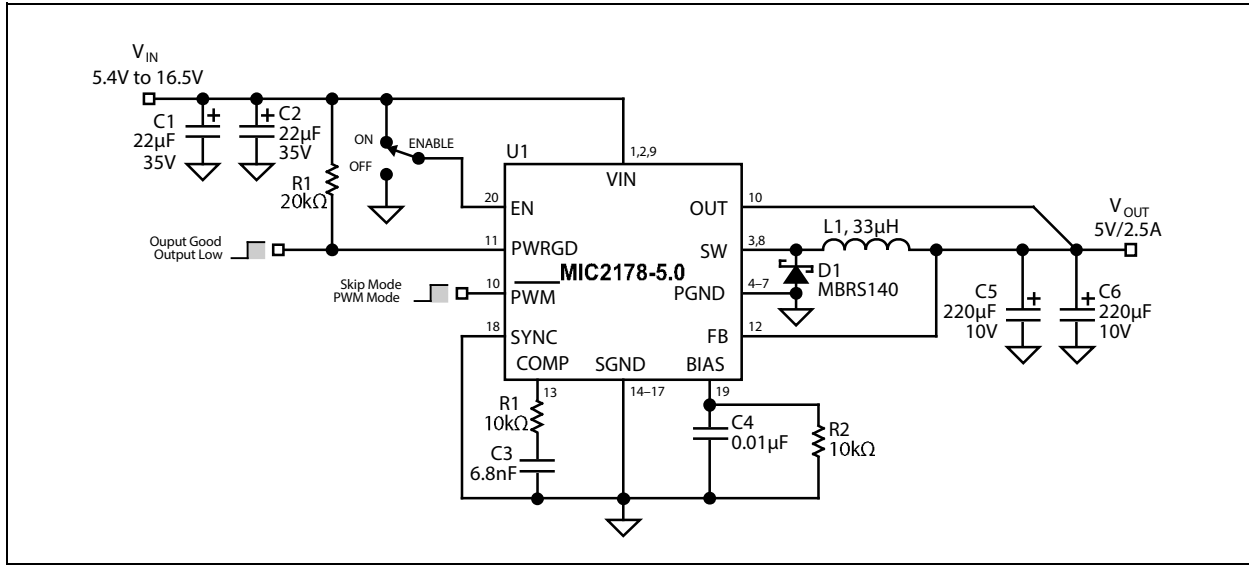 V IN
5.4V to 16.5V
C1
22µF
35V
C2
22µF
35V
+
+
R1
20kΩ
ON
OFF
ENABLE
U1
1,2,9
VIN
20
EN
OUT
10
V OUT
5V/2.5A
Ouput Good
Output Low
11
PWRGD
SW
3,8
L1, 33µH
MIC2178-5.0
D1
MBRS140
Skip Mode
PWM Mode
10
PWM
PGND
4–7
C5
220µF
10V
+
C6
220µF
10V
+
18
SYNC
FB
12
COMP
SGND
BIAS
13
14–17
19
R1
10kΩ
C3
6.8nF
C4
0.01µF
R2
10kΩ